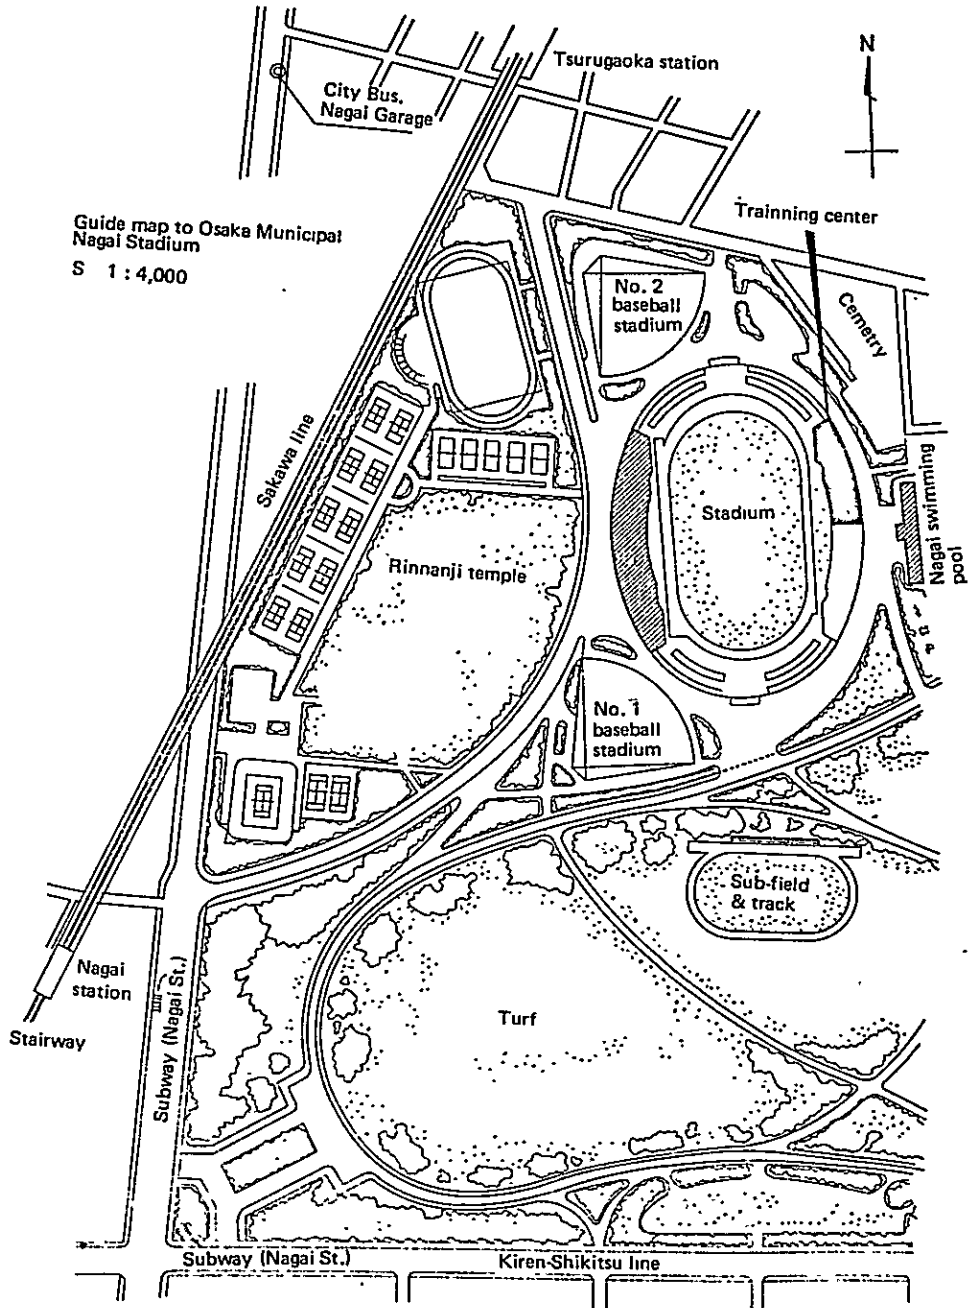 Tsurugaoka station
N
City Bus.
Nagai Garage
Trainning center
Guide map to Osaka Municipal
Nagai Stadium
S 1 : 4,000
No. 2
baseball
stadium
Cemetry
Sakawa line
Nagai swimming
pool
Stadium
Rinnanji temple
No. 1
baseball
stadium
Sub-field
& track
Nagai
station
Stairway
Subway (Nagai St.)
Turf
Subway (Nagai St.)
Kiren-Shikitsu line